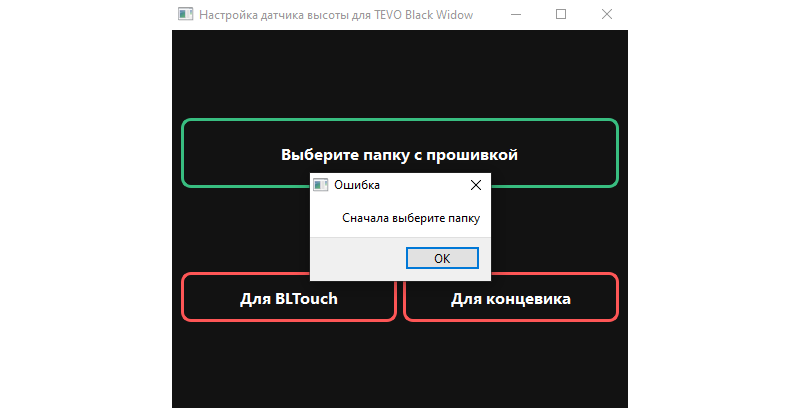 Настройка датчика высоты для TEVO Black Widow
Выберите папку с прошивкой
Ошибка
Сначала выберите папку
OK
Для BLTouch
Для концевика